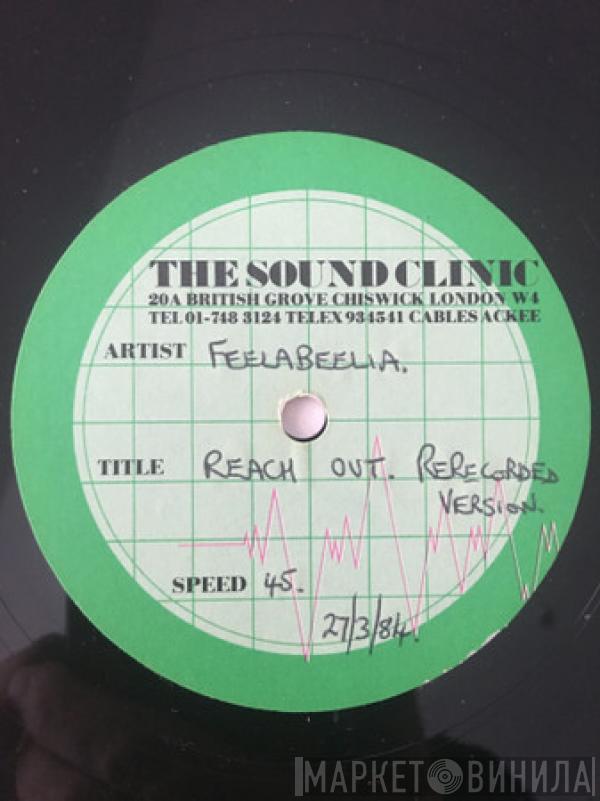 THE SOUND CLINIC
20A BRITISH GROVE CHISWICK LONDON W4
TEL 01-748 3124 TELEX 934541 CABLES ACKEE
ARTIST FEELABEELIA.
TITLE REACH OUT. RERECORDED
VERSION.
SPEED 45.
27/3/84.
МАРКЕТ ВИНИЛА